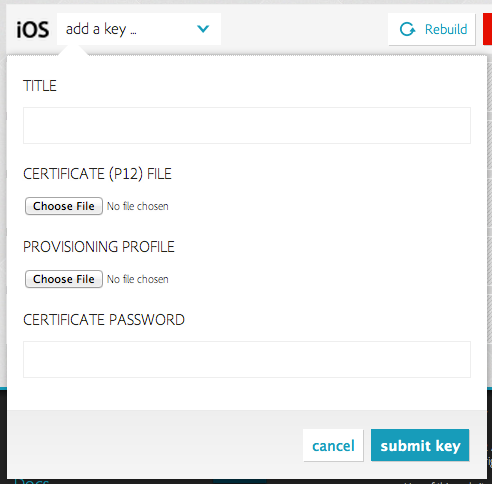 iOS add a key ... Rebuild
TITLE
CERTIFICATE (P12) FILE
Choose File No file chosen
PROVISIONING PROFILE
Choose File No file chosen
CERTIFICATE PASSWORD
cancel submit key
Docs